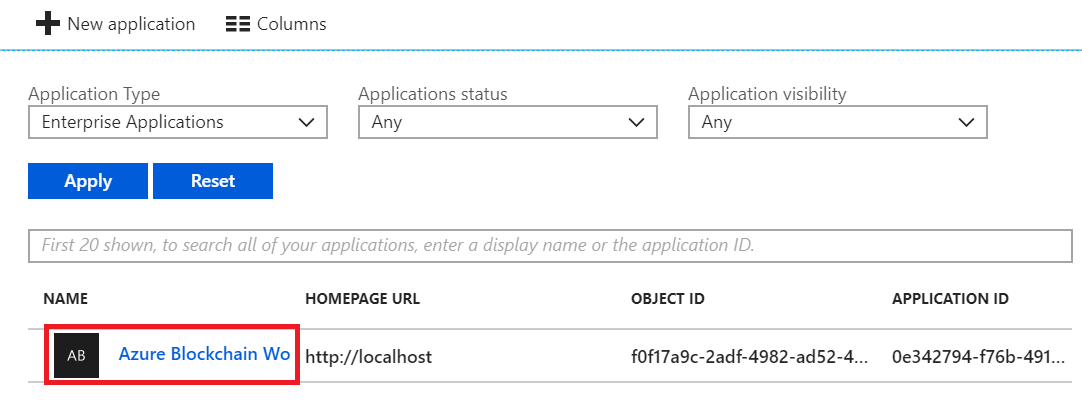 New application Columns
Application Type Applications status Application visibility
Enterprise Applications Any Any
Apply Reset
First 20 shown, to search all of your applications, enter a display name or the application ID.
NAME HOMEPAGE URL OBJECT ID APPLICATION ID
AB Azure Blockchain Wo http://localhost f0f17a9c-2adf-4982-ad52-4... 0e342794-f76b-491...